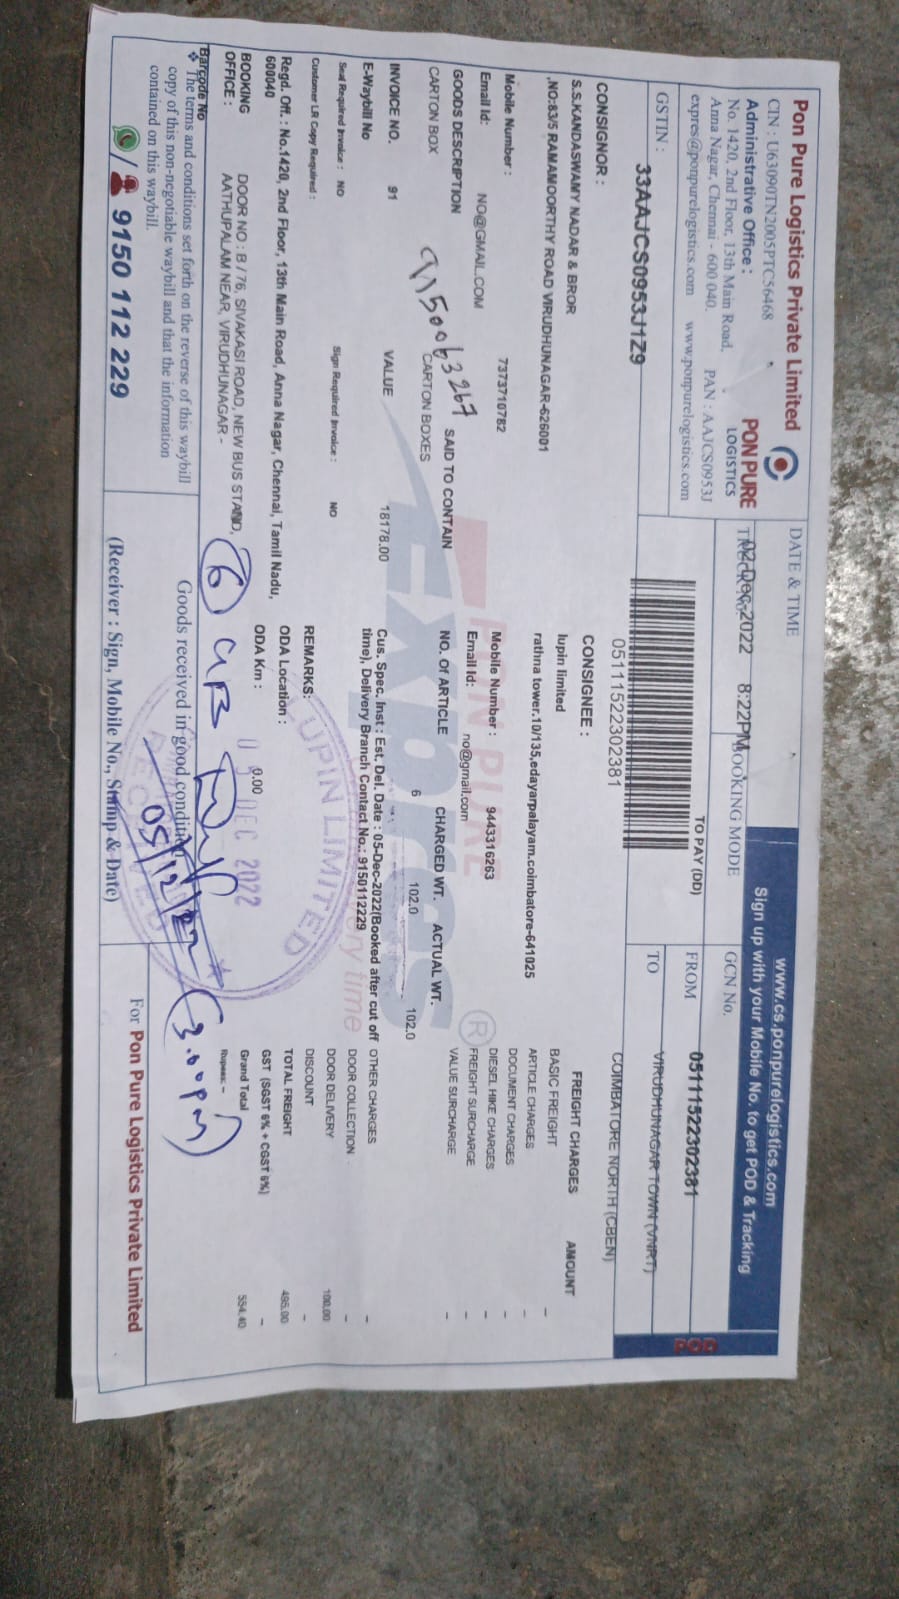 Pon Pure Logistics Private Limited
CIN : U63090TN2005PTC56468
Administrative Office :
No. 1420, 2nd Floor, 13th Main Road,
Anna Nagar, Chennai - 600 040. PAN : AAJCS0953J
expres@ponpurelogistics.com www.ponpurelogistics.com
PON PURE
LOGISTICS
GSTIN : 33AAJCS0953J1Z9
DATE & TIME
02-Dec-2022 8:22PM
BOOKING MODE
TO PAY (DD)
0511152230238​1
www.cs.ponpurelogistics.com
Sign up with your Mobile No. to get POD & Tracking
GCN No. 05111522302381
FROM VIRUDHUNAGAR TOWN (VNRT)
TO COIMBATORE NORTH (CBEN)
POD
CONSIGNOR :
S.S.KANDASWAMY NADAR & BROR
,NO:83/5 RAMAMOORTHY ROAD VIRUDHUNAGAR-626001
Mobile Number : 7373710782
Email Id: NO@GMAIL.COM
CONSIGNEE :
lupin limited
rathna tower.10/135,edayarpalayam.coimbatore-641025
Mobile Number : 9443316263
Email Id: no@gmail.com
GOODS DESCRIPTION SAID TO CONTAIN
CARTON BOX CARTON BOXES
9150063267
NO. Of ARTICLE CHARGED WT. ACTUAL WT.
6 102.0 102.0
INVOICE NO. 91 VALUE 18178.00
E-Waybill No
Seal Required Invoice : NO Sign Required Invoice : NO
Customer LR Copy Required :
Cus. Spec. Inst : Est. Del. Date : 05-Dec-2022(Booked after cut off
time), Delivery Branch Contact No.: 9150112229
REMARKS:
ODA Location :
ODA Km : 0.00
FREIGHT CHARGES AMOUNT
BASIC FREIGHT -
ARTICLE CHARGES -
DOCUMENT CHARGES -
DIESEL HIKE CHARGES -
FREIGHT SURCHARGE -
VALUE SURCHARGE -
OTHER CHARGES -
DOOR COLLECTION -
DOOR DELIVERY 100.00
DISCOUNT -
TOTAL FREIGHT 495.00
GST (SGST 6% + CGST 6%) -
Grand Total 554.40
Rupees: -
Regd. Off. : No.1420, 2nd Floor, 13th Main Road, Anna Nagar, Chennai, Tamil Nadu,
600040
BOOKING DOOR NO : B / 76, SIVAKASI ROAD, NEW BUS STAND,
OFFICE : AATHUPALAM NEAR, VIRUDHUNAGAR -
PON PURE
Expres
LUPIN LIMITED
DEC 2022
RECEIVED
05/12/22
(3.00pm)
Barcode No
❖ The terms and conditions set forth on the reverse of this waybill
copy of this non-negotiable waybill and that the information
contained on this waybill.
9150 112 229
Goods received in good condition
(Receiver : Sign, Mobile No., Stamp & Date)
For Pon Pure Logistics Private Limited